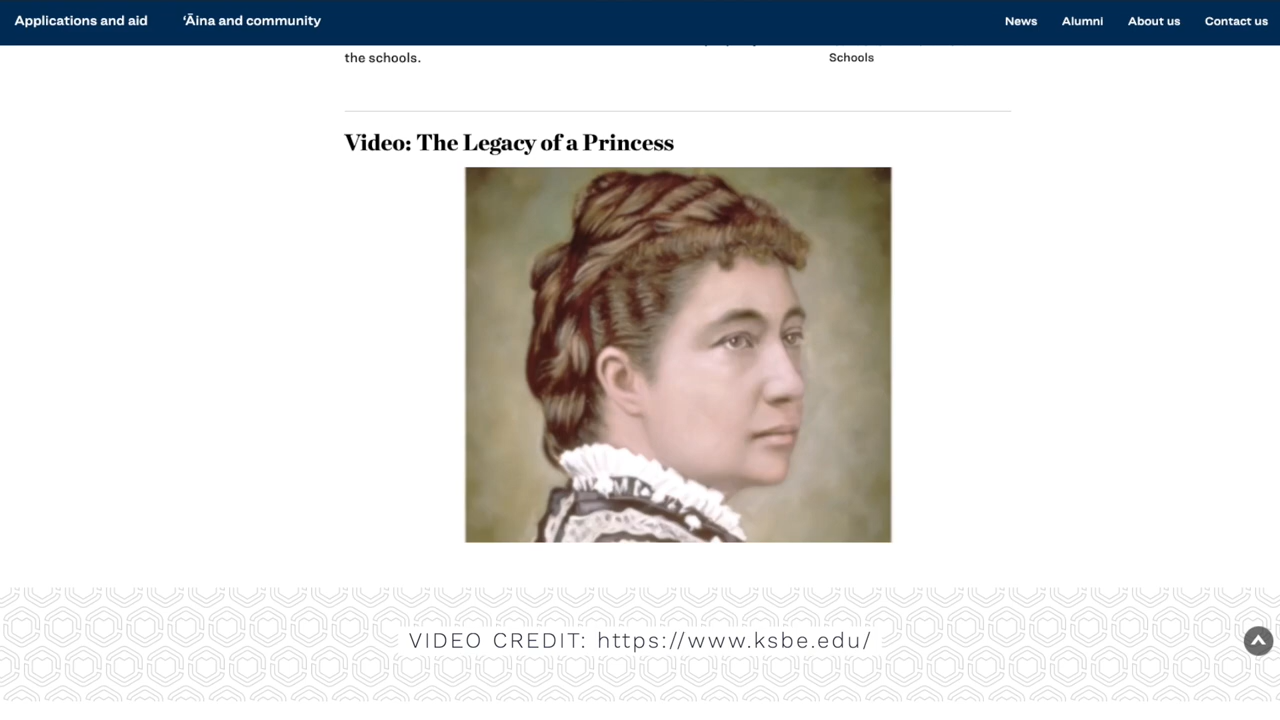 Applications and aid
ʻĀina and community
News
Alumni
About us
Contact us
the schools.
Schools
Video: The Legacy of a Princess
VIDEO CREDIT: https://www.ksbe.edu/